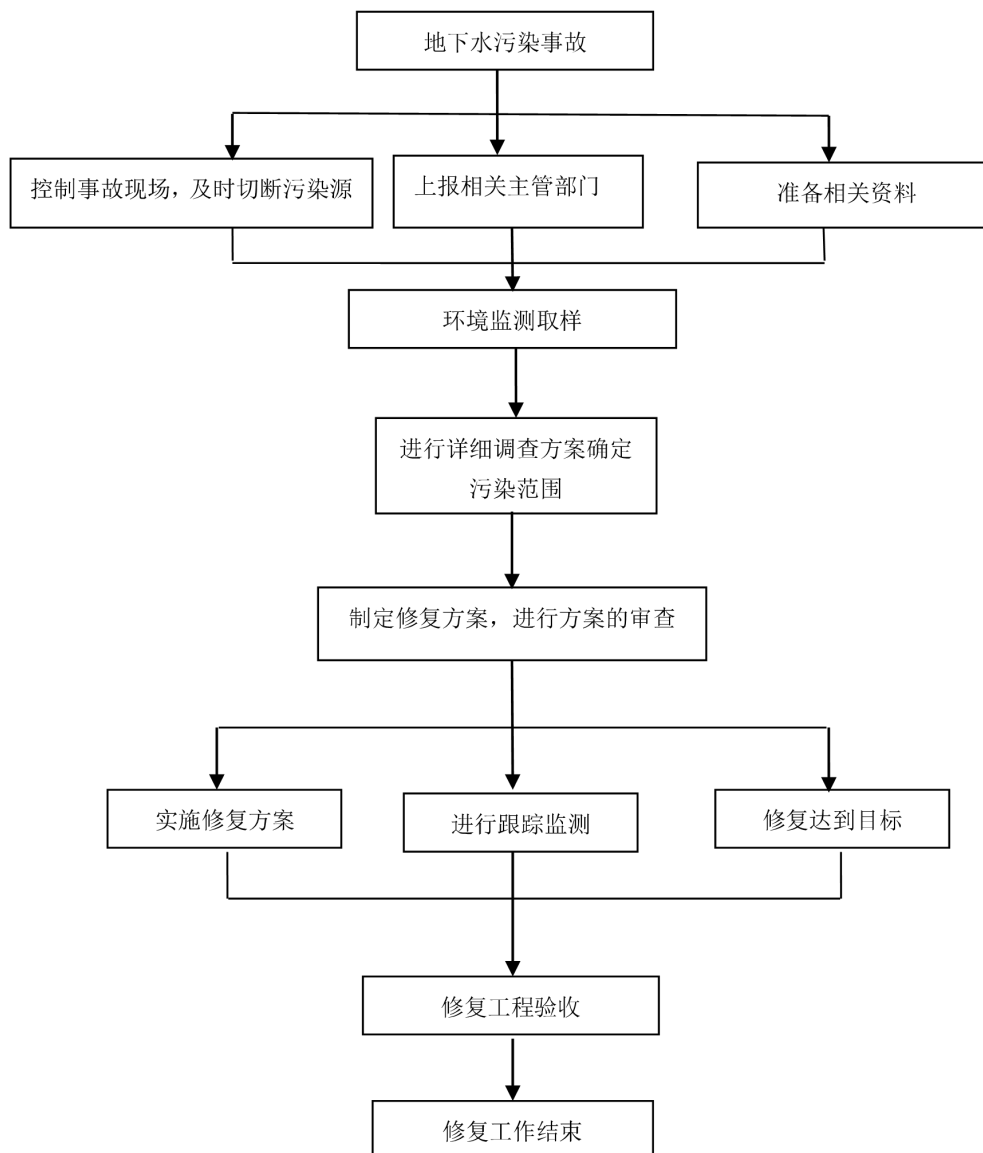 地下水污染事故
控制事故现场，及时切断污染源
上报相关主管部门
准备相关资料
环境监测取样
进行详细调查方案确定
污染范围
制定修复方案，进行方案的审查
实施修复方案
进行跟踪监测
修复达到目标
修复工程验收
修复工作结束